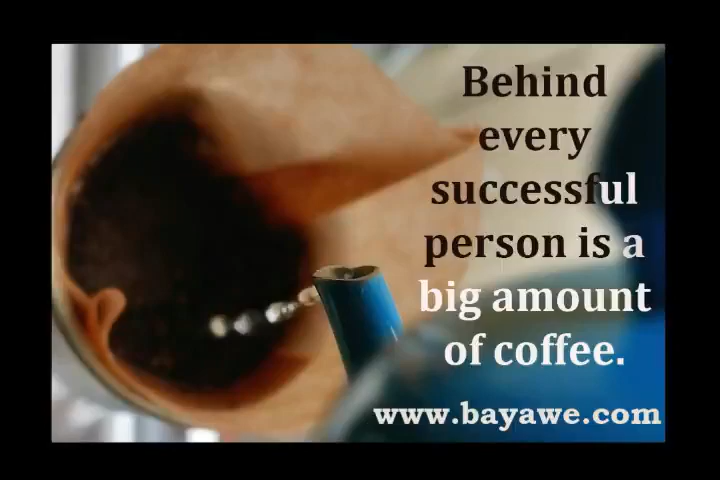 Behind
every
successful
person is a
big amount
of coffee.
www.bayawe.com